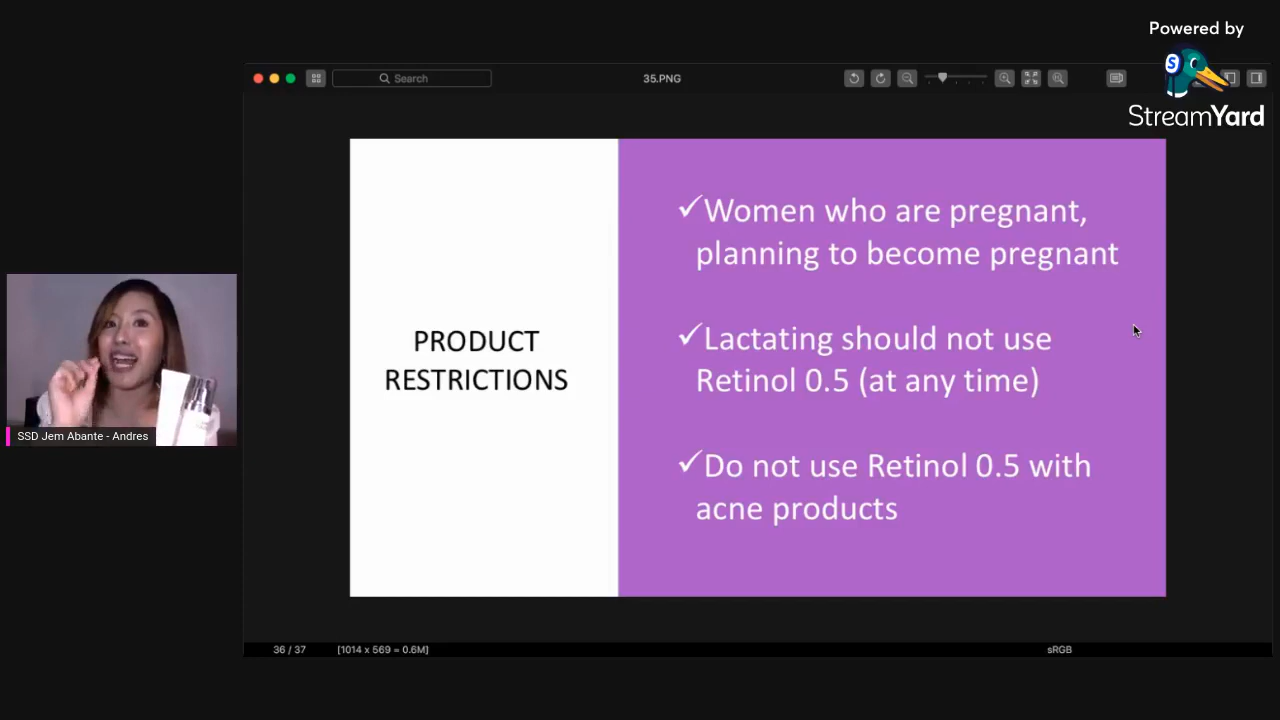 Powered by
StreamYard
Search
35.PNG
PRODUCT
RESTRICTIONS
✓Women who are pregnant,
planning to become pregnant
✓Lactating should not use
Retinol 0.5 (at any time)
✓Do not use Retinol 0.5 with
acne products
SSD Jem Abante - Andres
36 / 37
[1014 x 569 = 0.6M]
sRGB